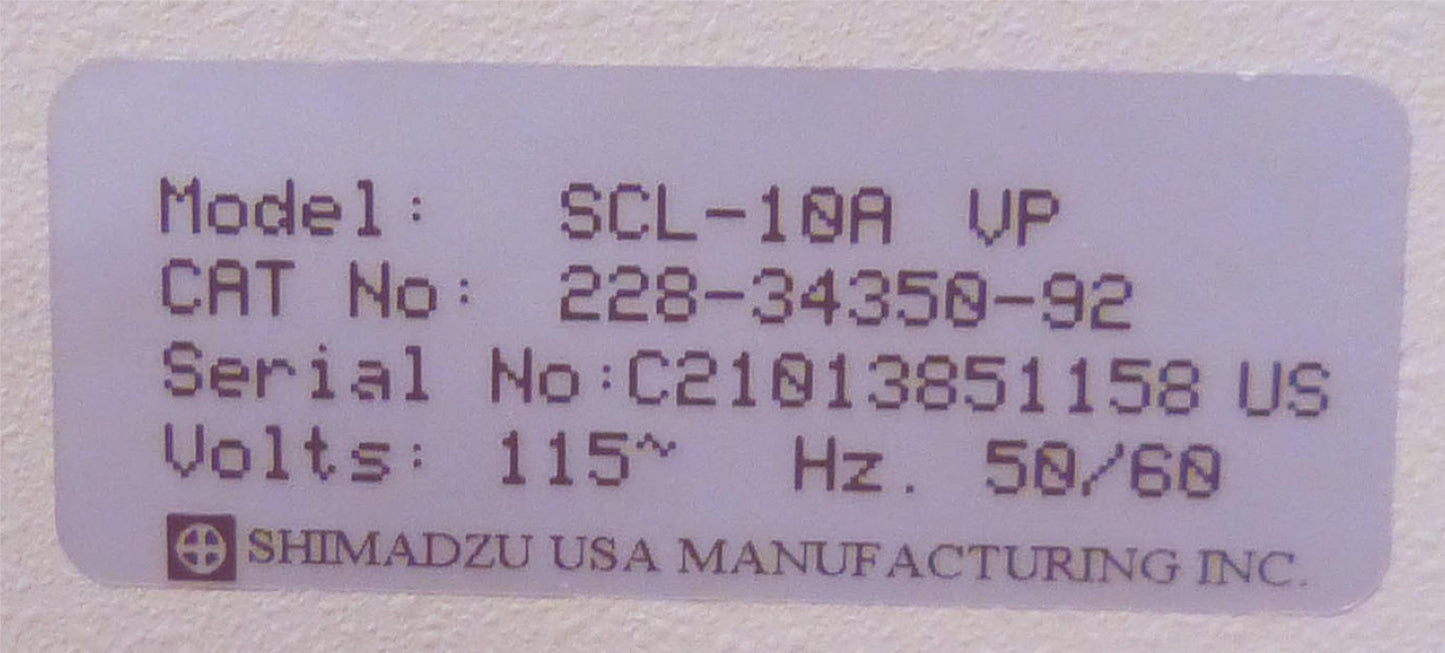 Model: SCL-10A VP
CAT No: 228-34350-92
Serial No:C21013851158 US
Volts: 115~ Hz. 50/60
SHIMADZU USA MANUFACTURING INC.